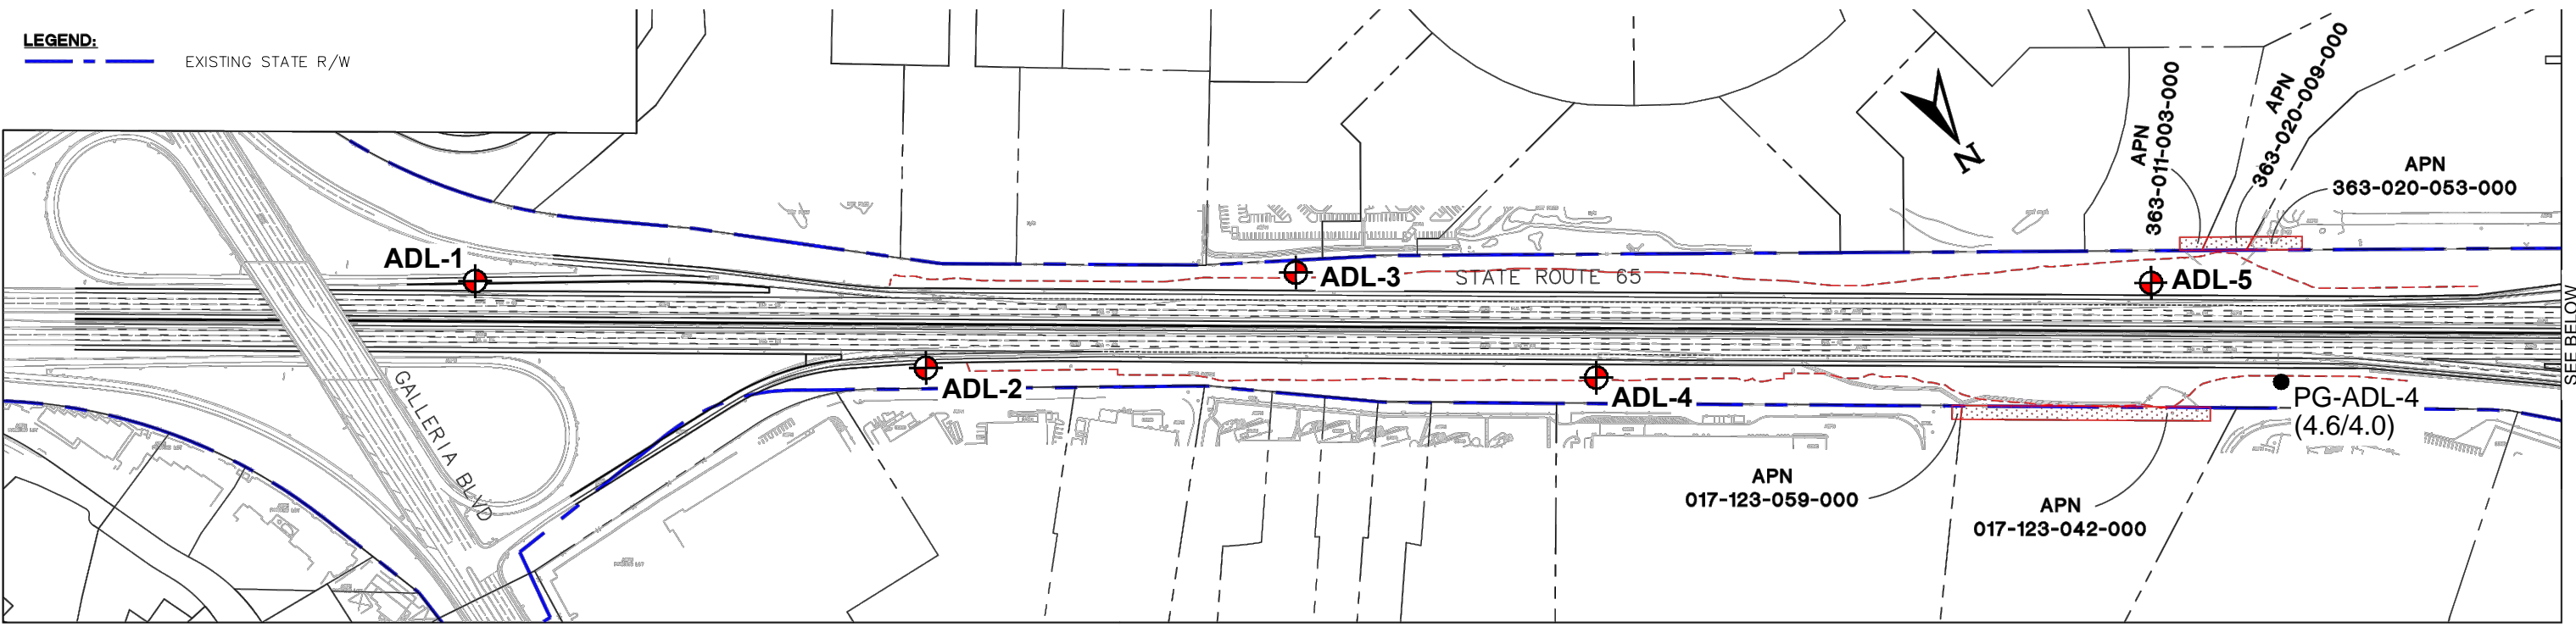 LEGEND:
EXISTING STATE R/W
N
APN
363-011-003-000
APN
363-020-009-000
APN
363-020-053-000
ADL-1
ADL-3
STATE ROUTE 65
ADL-5
SEE BELOW
ADL-2
ADL-4
PG-ADL-4
(4.6/4.0)
GALLERIA BLVD
APN
017-123-059-000
APN
017-123-042-000